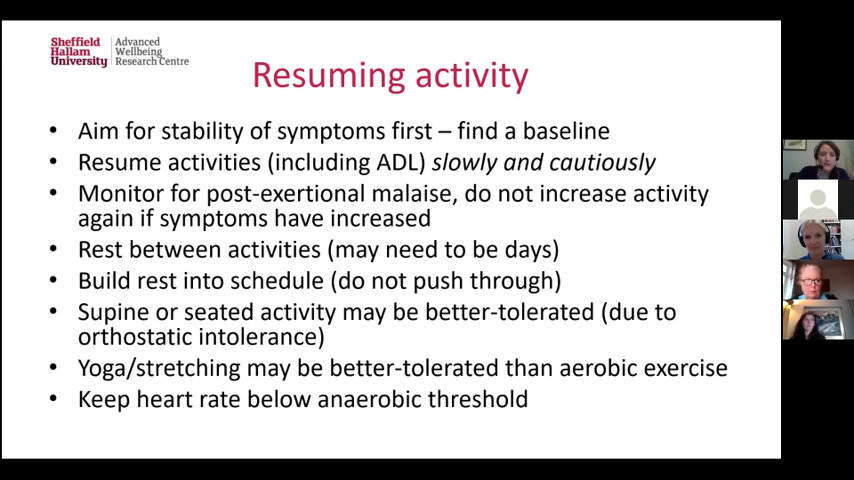 Sheffield
Hallam
University
Advanced
Wellbeing
Research Centre
Resuming activity
• Aim for stability of symptoms first – find a baseline
• Resume activities (including ADL) slowly and cautiously
• Monitor for post-exertional malaise, do not increase activity
again if symptoms have increased
• Rest between activities (may need to be days)
• Build rest into schedule (do not push through)
• Supine or seated activity may be better-tolerated (due to
orthostatic intolerance)
• Yoga/stretching may be better-tolerated than aerobic exercise
• Keep heart rate below anaerobic threshold